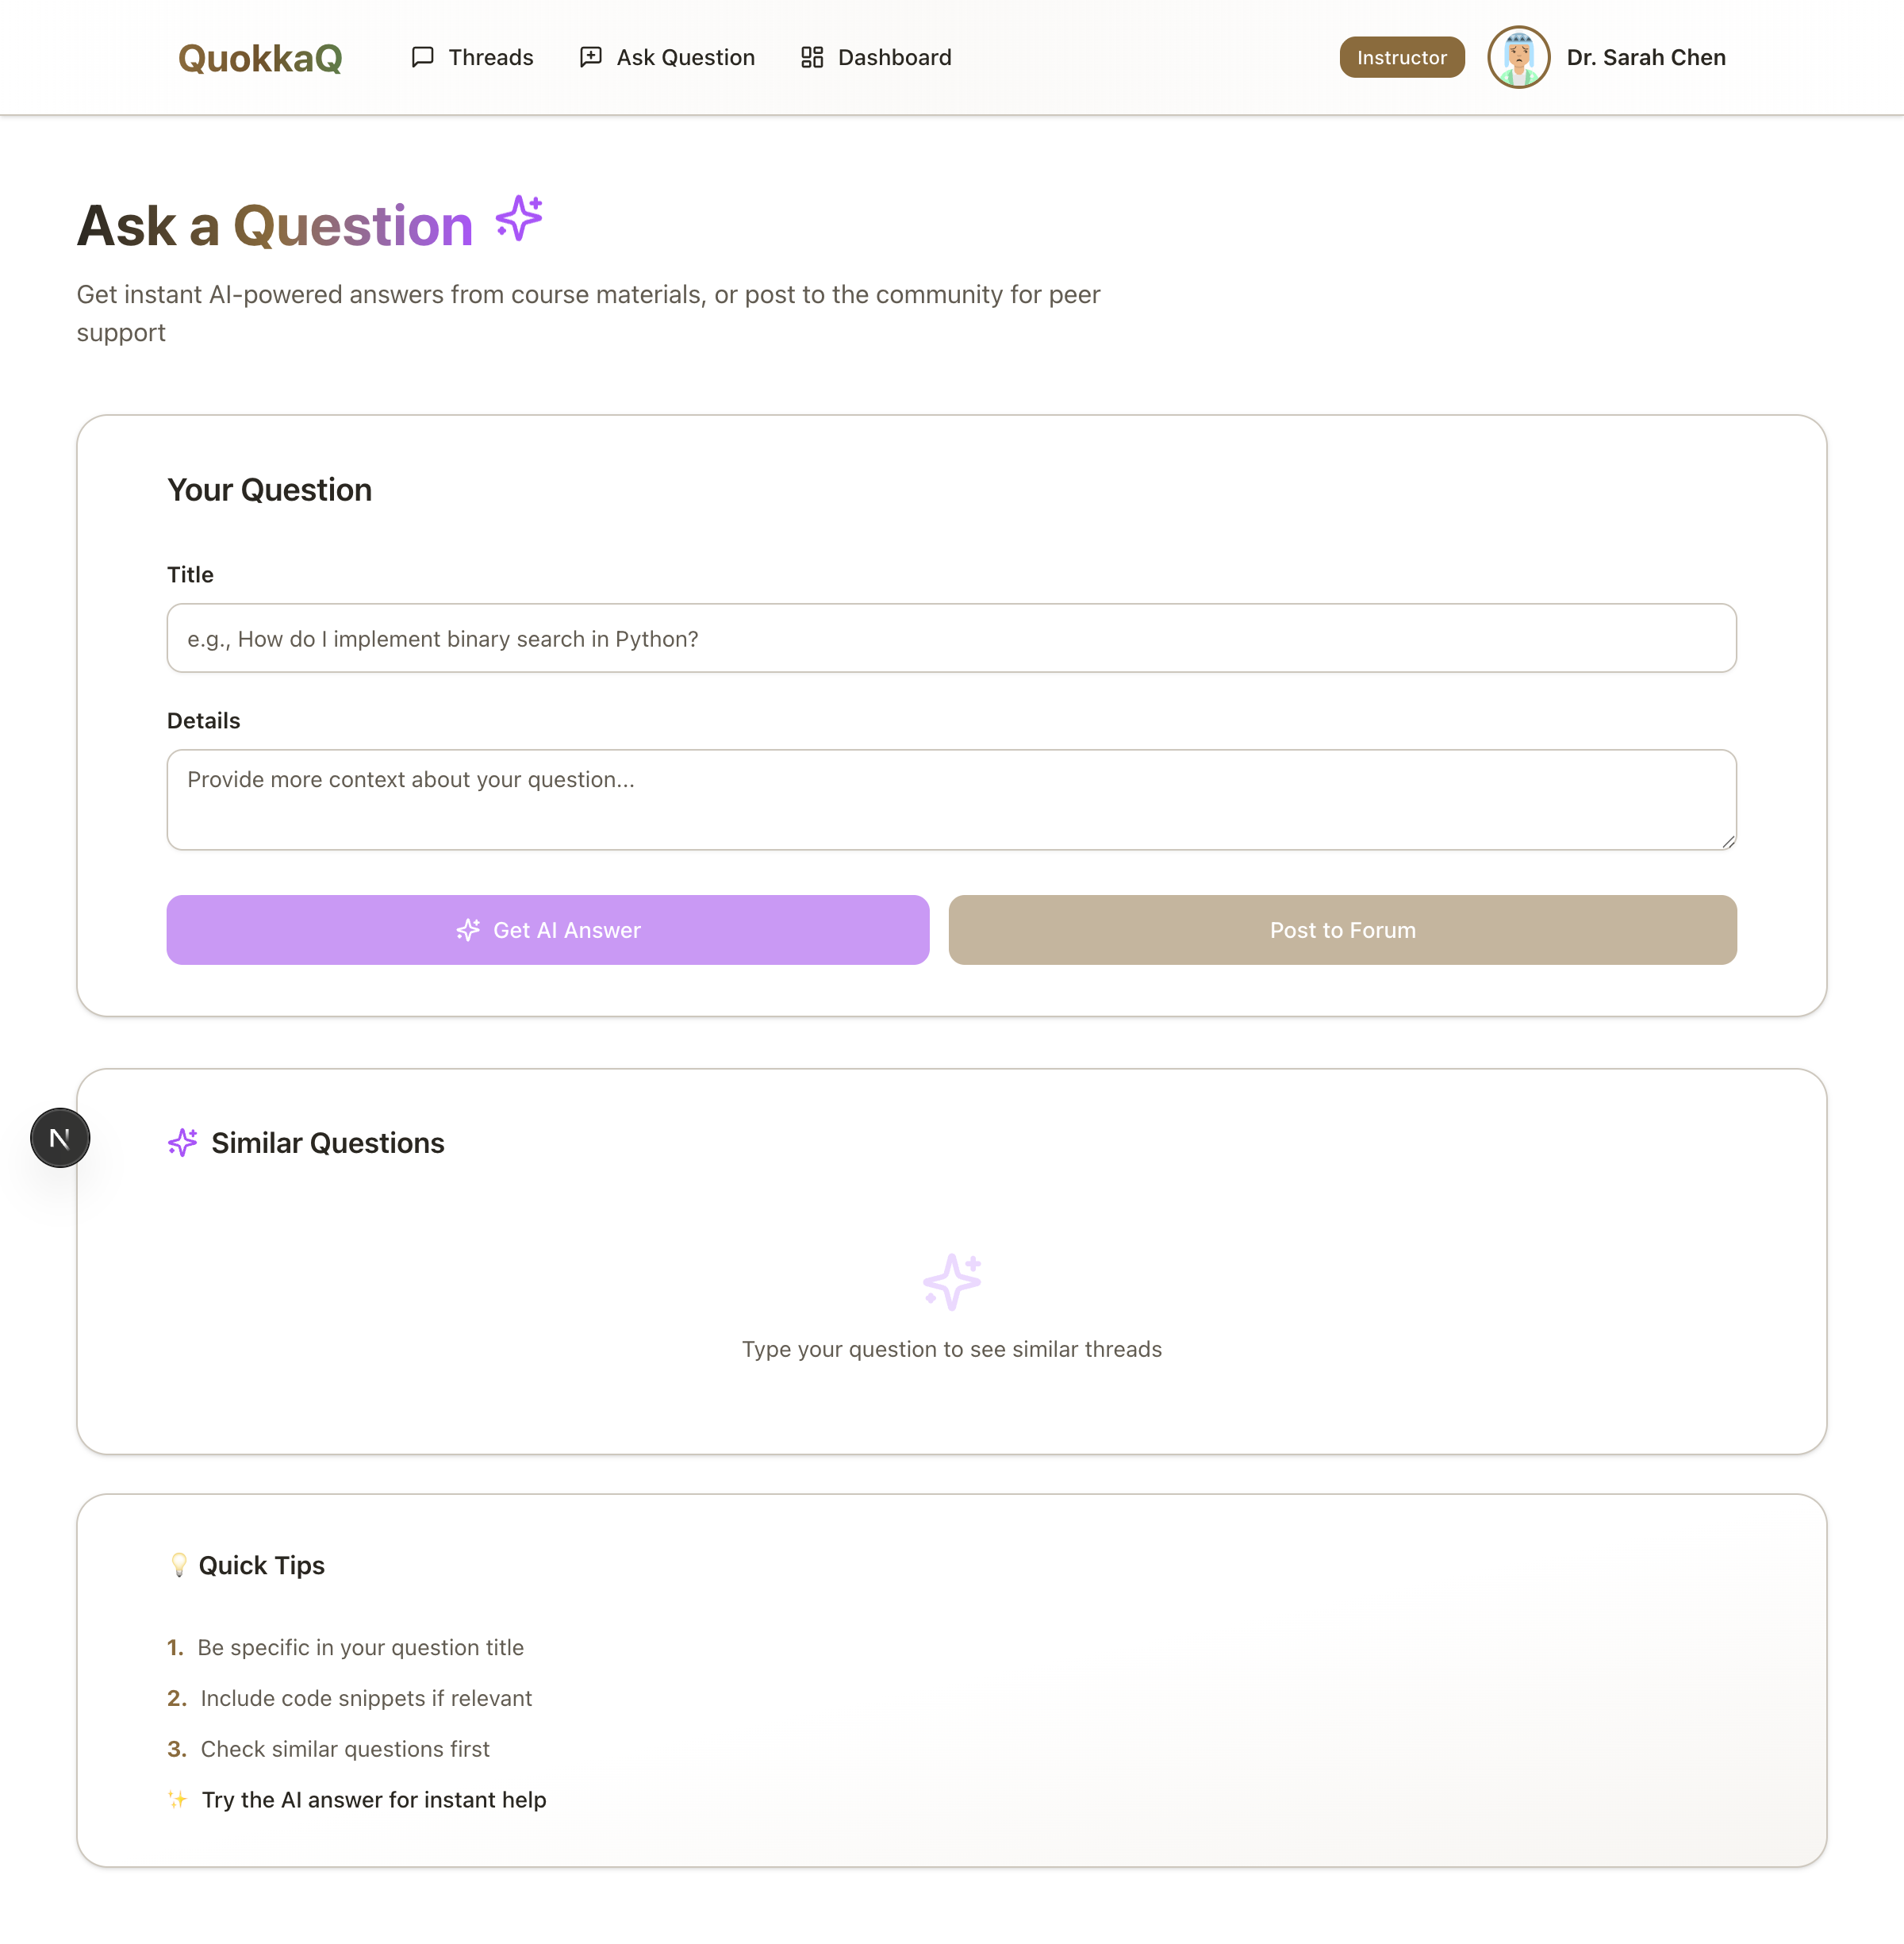 QuokkaQ
Threads
Ask Question
Dashboard
Instructor
Dr. Sarah Chen
Ask a Question
Get instant AI-powered answers from course materials, or post to the community for peer
support
Your Question
Title
e.g., How do I implement binary search in Python?
Details
Provide more context about your question...
Get AI Answer
Post to Forum
N
Similar Questions
Type your question to see similar threads
💡 Quick Tips
1. Be specific in your question title
2. Include code snippets if relevant
3. Check similar questions first
✨ Try the AI answer for instant help